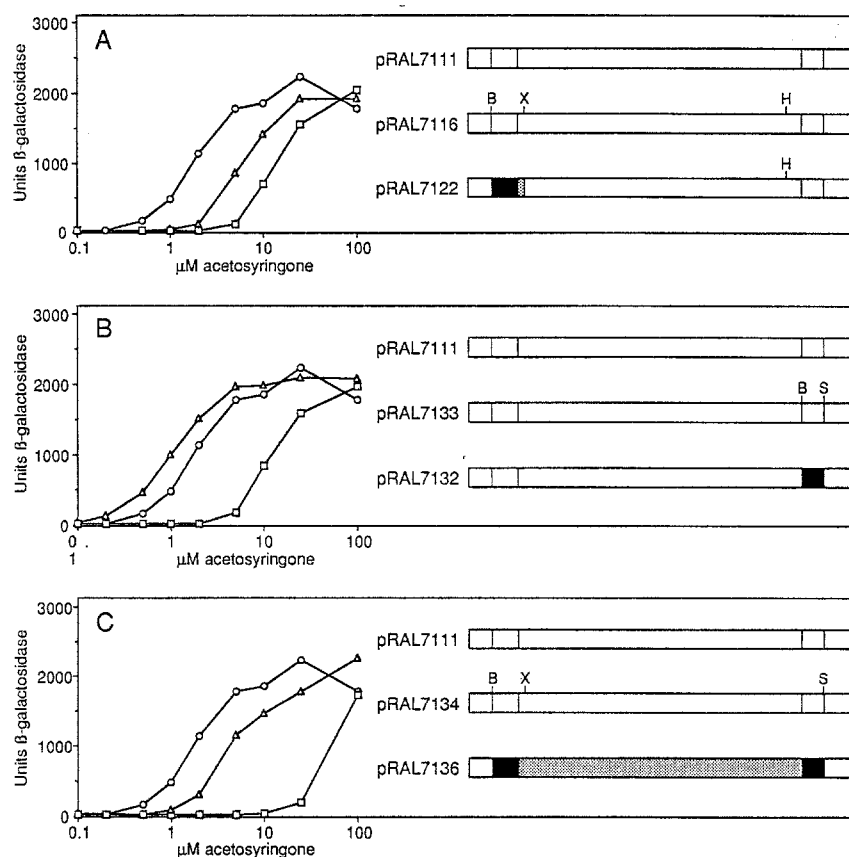 A
Units ß-galactosidase
3000
2000
1000
0
0.1
1
10
100
µM acetosyringone
pRAL7111
B X H
pRAL7116
H
pRAL7122
B
Units ß-galactosidase
3000
2000
1000
0
0
1
1
10
100
µM acetosyringone
pRAL7111
B S
pRAL7133
pRAL7132
C
Units ß-galactosidase
3000
2000
1000
0
0.1
1
10
100
µM acetosyringone
pRAL7111
B X S
pRAL7134
pRAL7136